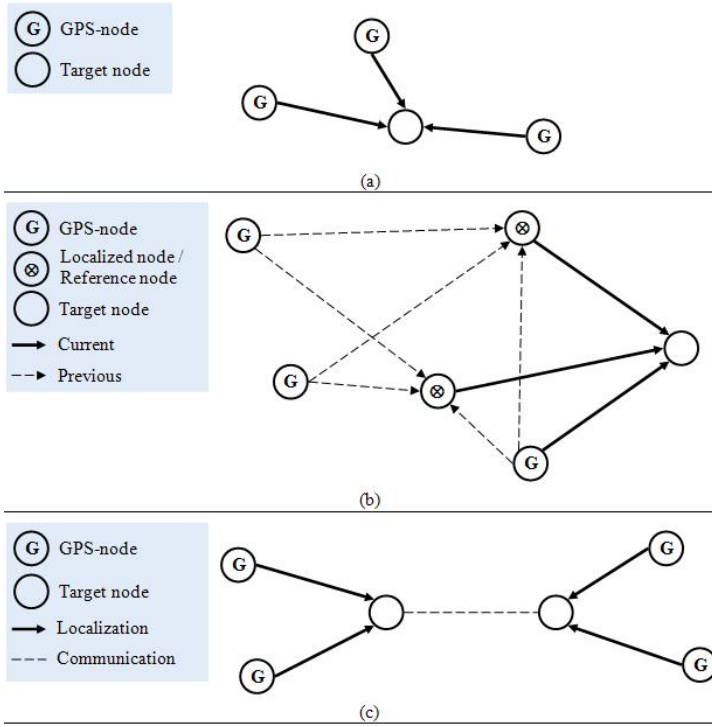 G GPS-node
Target node
G
G
G
(a)
G GPS-node
⊗ Localized node /
Reference node
Target node
Current
Previous
G
⊗
G
⊗
G
(b)
G GPS-node
Target node
Localization
Communication
G
G
G
G
(c)